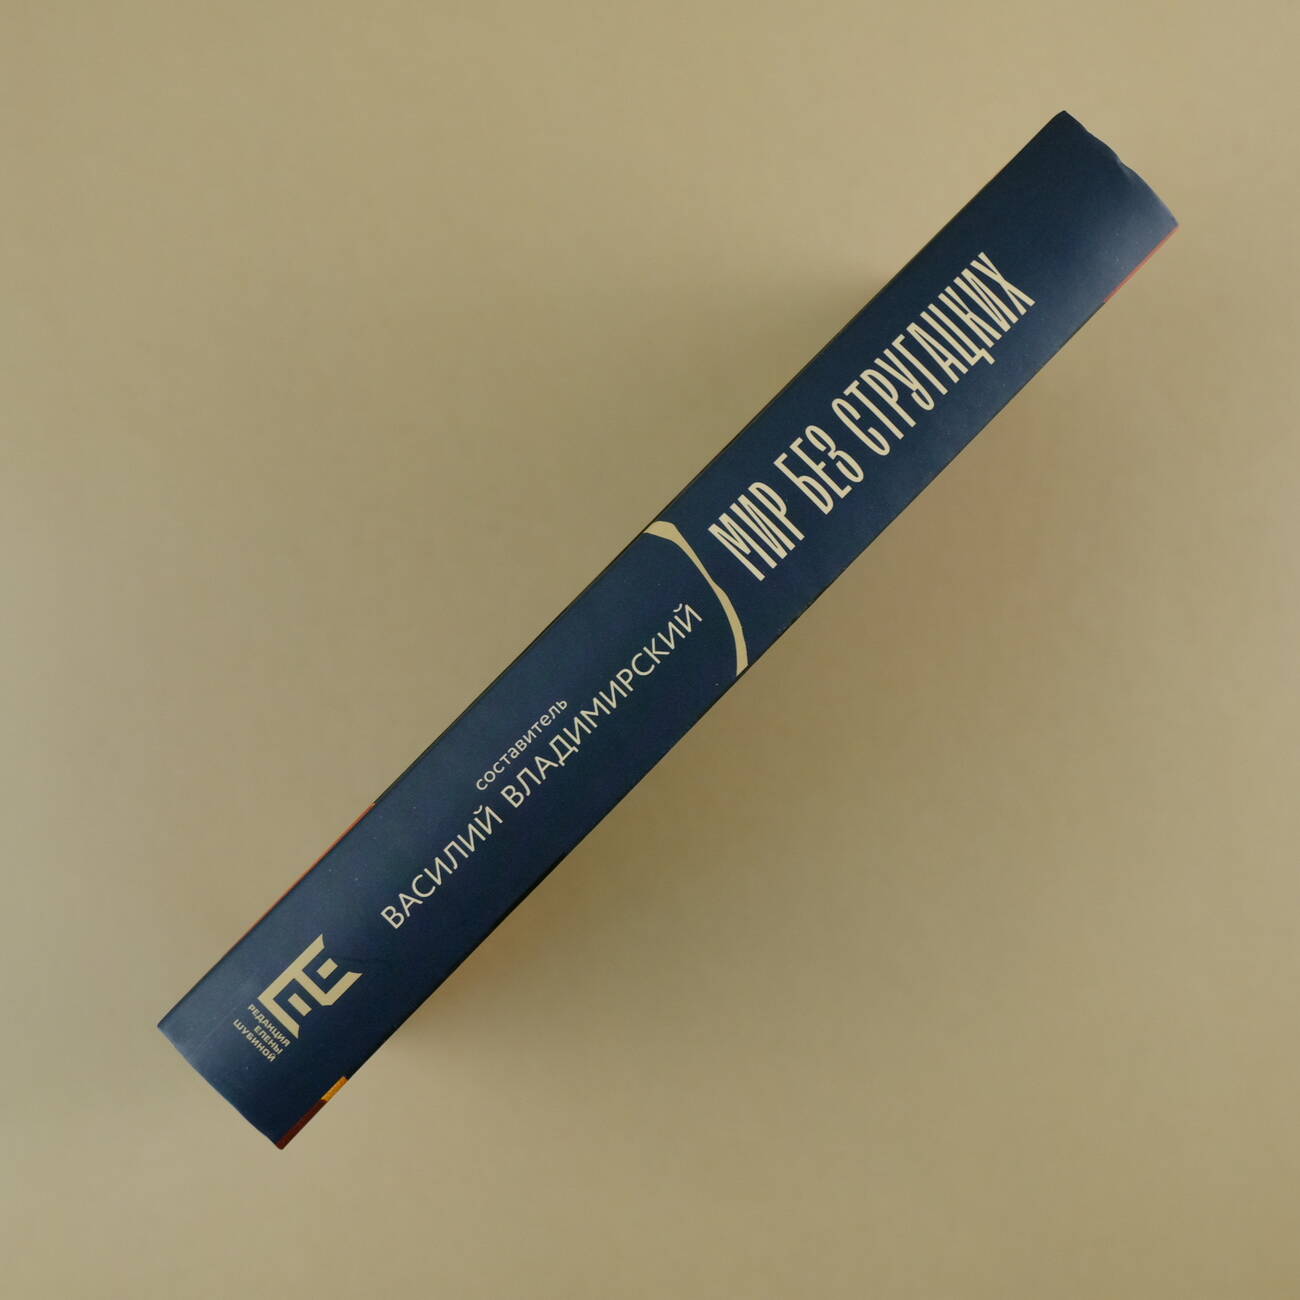 составитель
ВАСИЛИЙ ВЛАДИМИРСКИЙ
МИР БЕЗ СТРУГАЦКИХ
РЕДАКЦИЯ
ЕЛЕНЫ
ШУБИНОЙ